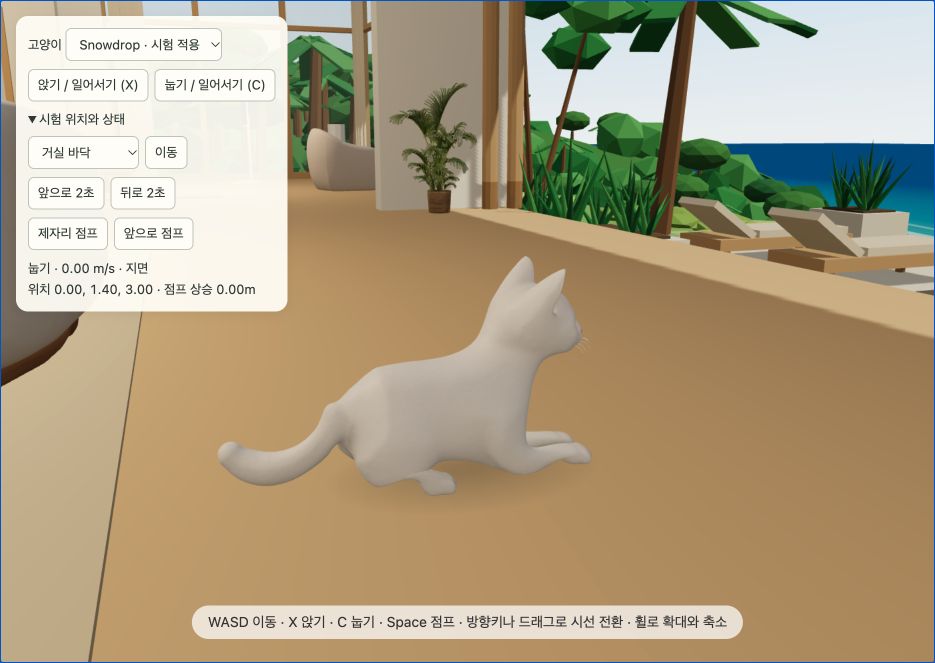 고양이 Snowdrop · 시험 적용
앉기 / 일어서기 (X) 눕기 / 일어서기 (C)
▼시험 위치와 상태
거실 바닥 이동
앞으로 2초 뒤로 2초
제자리 점프 앞으로 점프
눕기 · 0.00 m/s · 지면
위치 0.00, 1.40, 3.00 · 점프 상승 0.00m
WASD 이동 · X 앉기 · C 눕기 · Space 점프 · 방향키나 드래그로 시선 전환 · 휠로 확대와 축소